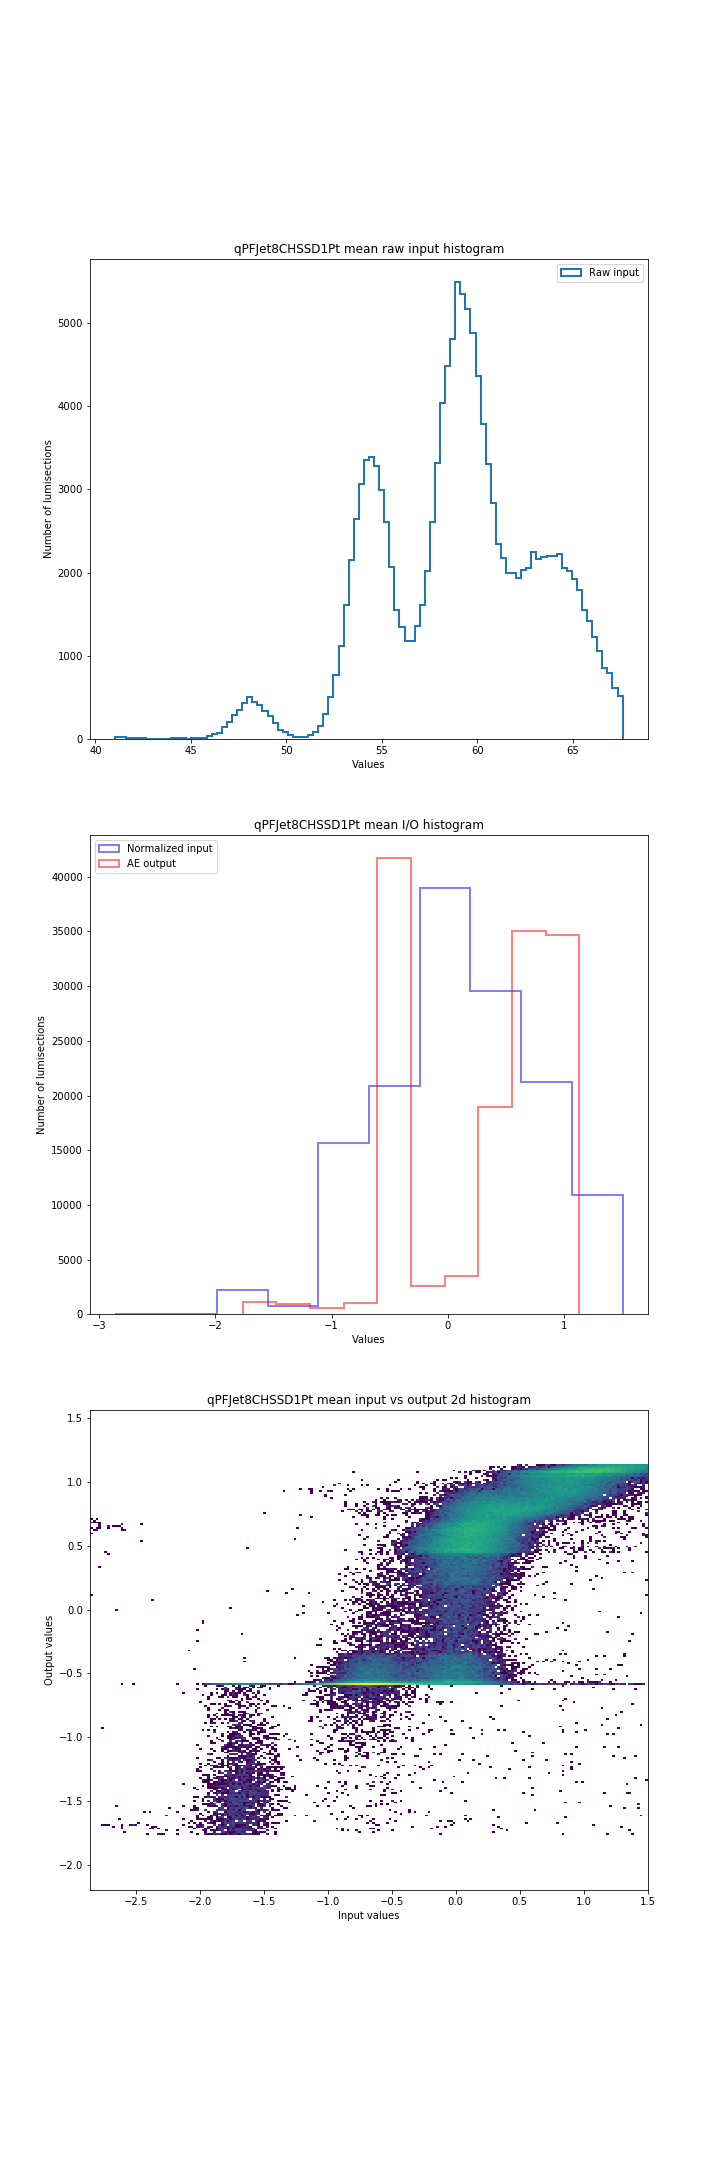 qPFJet8CHSSD1Pt mean raw input histogram
Raw input
5000
4000
3000
2000
1000
0
Number of lumisections
40 45 50 55 60 65
Values
qPFJet8CHSSD1Pt mean I/O histogram
Normalized input
AE output
40000
35000
30000
25000
20000
15000
10000
5000
0
Number of lumisections
−3 −2 −1 0 1
Values
qPFJet8CHSSD1Pt mean input vs output 2d histogram
1.5
1.0
0.5
0.0
−0.5
−1.0
−1.5
−2.0
Output values
−2.5 −2.0 −1.5 −1.0 −0.5 0.0 0.5 1.0 1.5
Input values